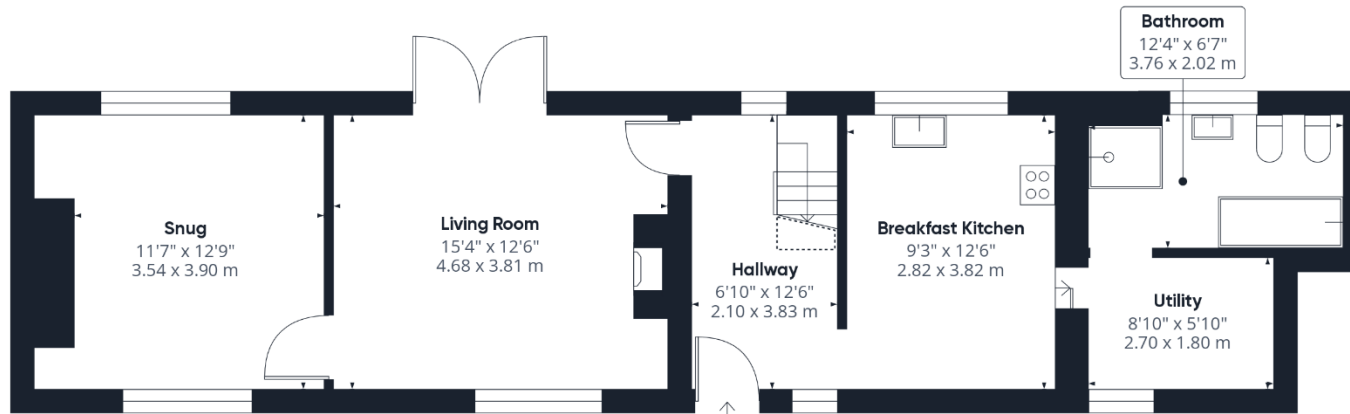 Bathroom
12'4" x 6'7"
3.76 x 2.02 m
Snug
11'7" x 12'9"
3.54 x 3.90 m
Living Room
15'4" x 12'6"
4.68 x 3.81 m
Hallway
6'10" x 12'6"
2.10 x 3.83 m
Breakfast Kitchen
9'3" x 12'6"
2.82 x 3.82 m
Utility
8'10" x 5'10"
2.70 x 1.80 m